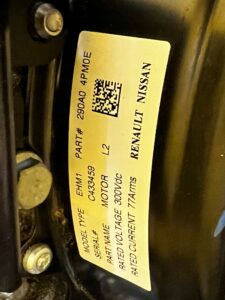 MODEL TYPE EHM1 PART# 290A0 4PM0E
SERIAL# C433459
PART NAME MOTOR L2
RATED VOLTAGE 300Vdc
RATED CURRENT 77Arms
RENAULT NISSAN